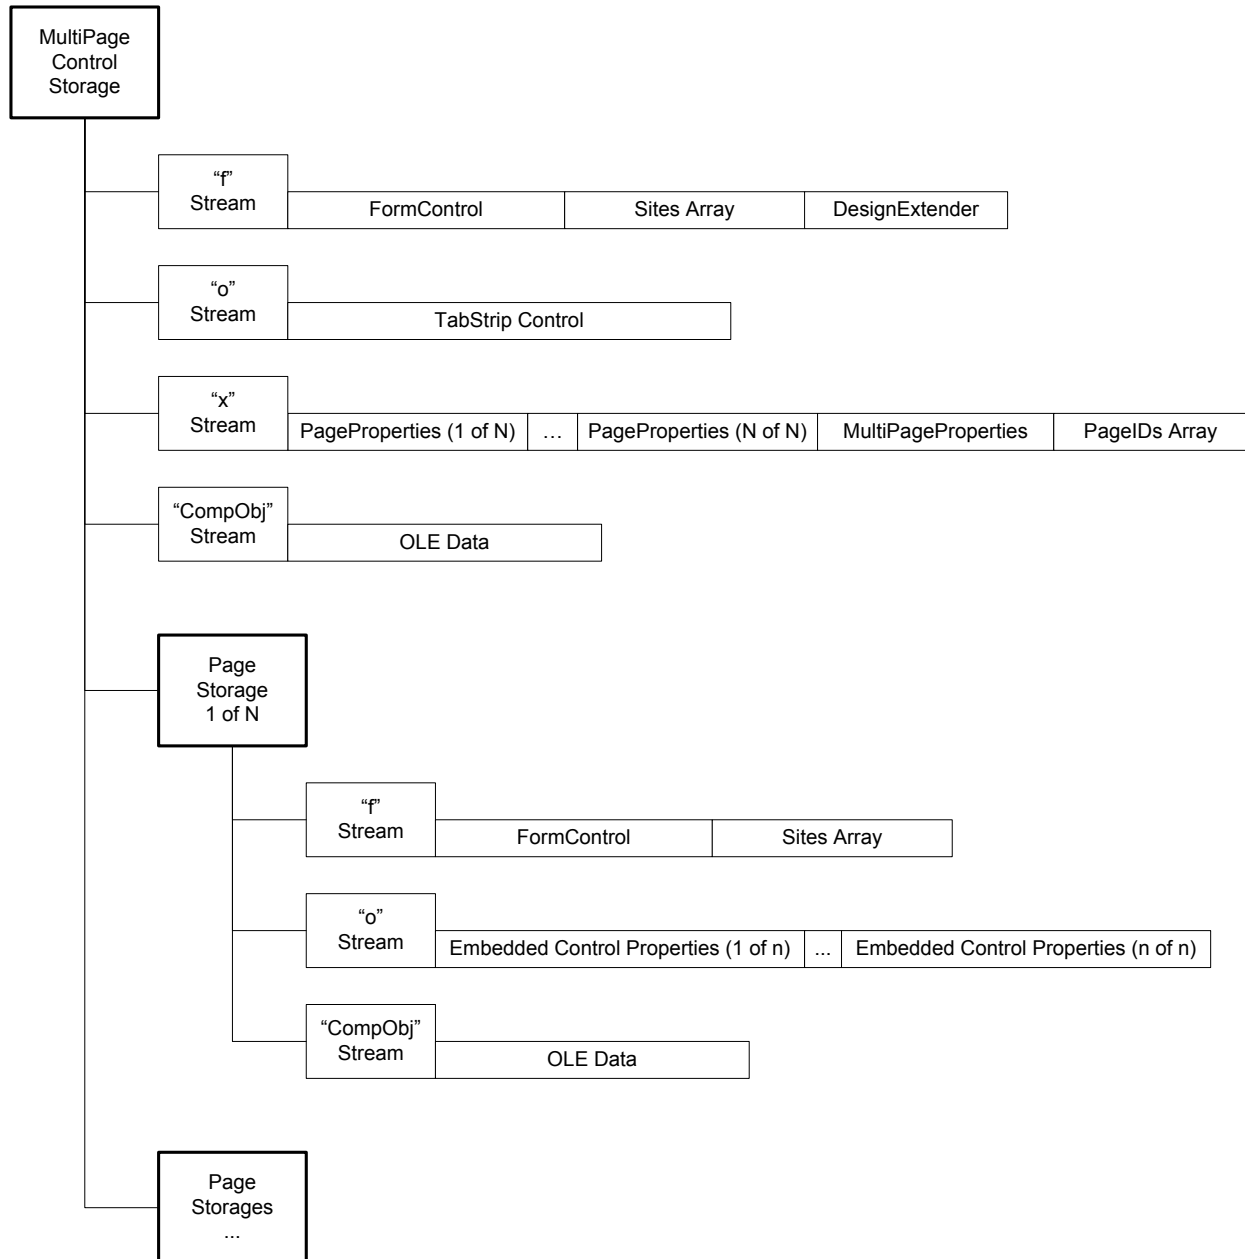 MultiPage
Control
Storage
“f”
Stream
FormControl
Sites Array
DesignExtender
“o”
Stream
TabStrip Control
“x”
Stream
PageProperties (1 of N)
...
PageProperties (N of N)
MultiPageProperties
PageIDs Array
“CompObj”
Stream
OLE Data
Page
Storage
1 of N
“f”
Stream
FormControl
Sites Array
“o”
Stream
Embedded Control Properties (1 of n)
...
Embedded Control Properties (n of n)
“CompObj”
Stream
OLE Data
Page
Storages
...